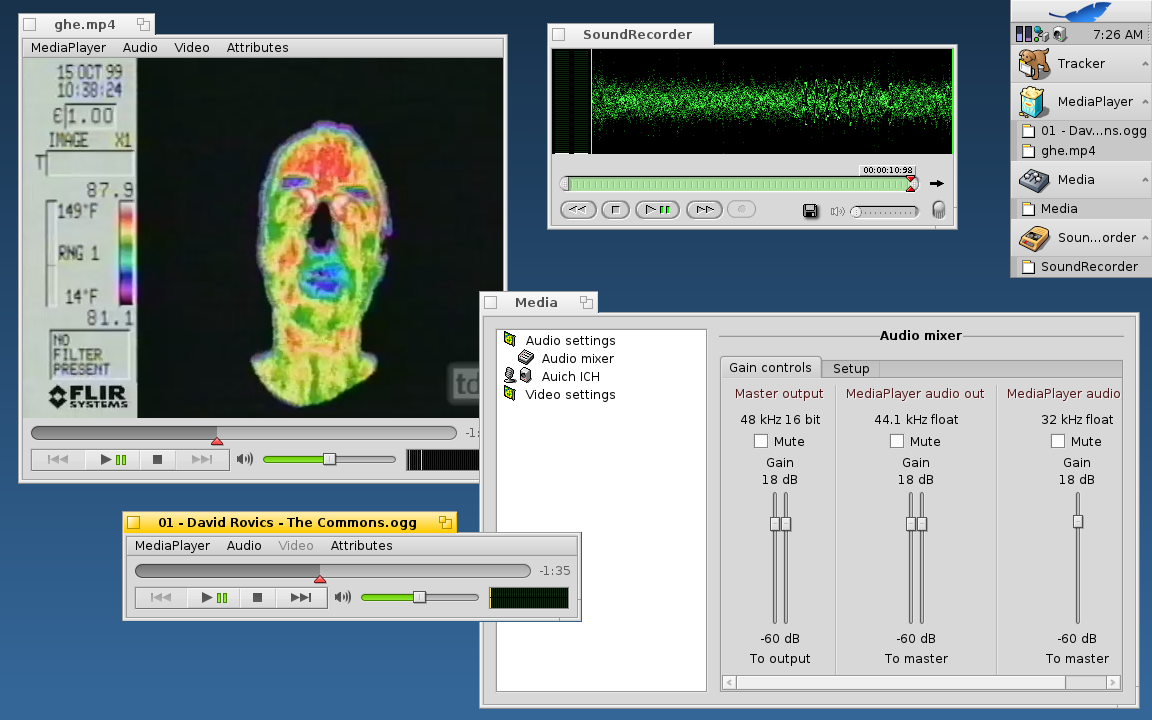 ghe.mp4
MediaPlayer Audio Video Attributes
15 OCT 99
10:38:24
€ 1.00
IMAGE X1
T
87.9
149°F
RNG 1
14°F
81.1
NO
FILTER
PRESENT
FLIR
SYSTEMS
td
-1:
SoundRecorder
00:00:10:98
7:26 AM
Tracker
MediaPlayer
01 - Dav...ns.ogg
ghe.mp4
Media
Media
Soun...order
SoundRecorder
Media
Audio settings
Audio mixer
Auich ICH
Video settings
Audio mixer
Gain controls Setup
Master output MediaPlayer audio out MediaPlayer audio
48 kHz 16 bit 44.1 kHz float 32 kHz float
Mute Mute Mute
Gain Gain Gain
18 dB 18 dB 18 dB
-60 dB -60 dB -60 dB
To output To master To master
01 - David Rovics - The Commons.ogg
MediaPlayer Audio Video Attributes
-1:35